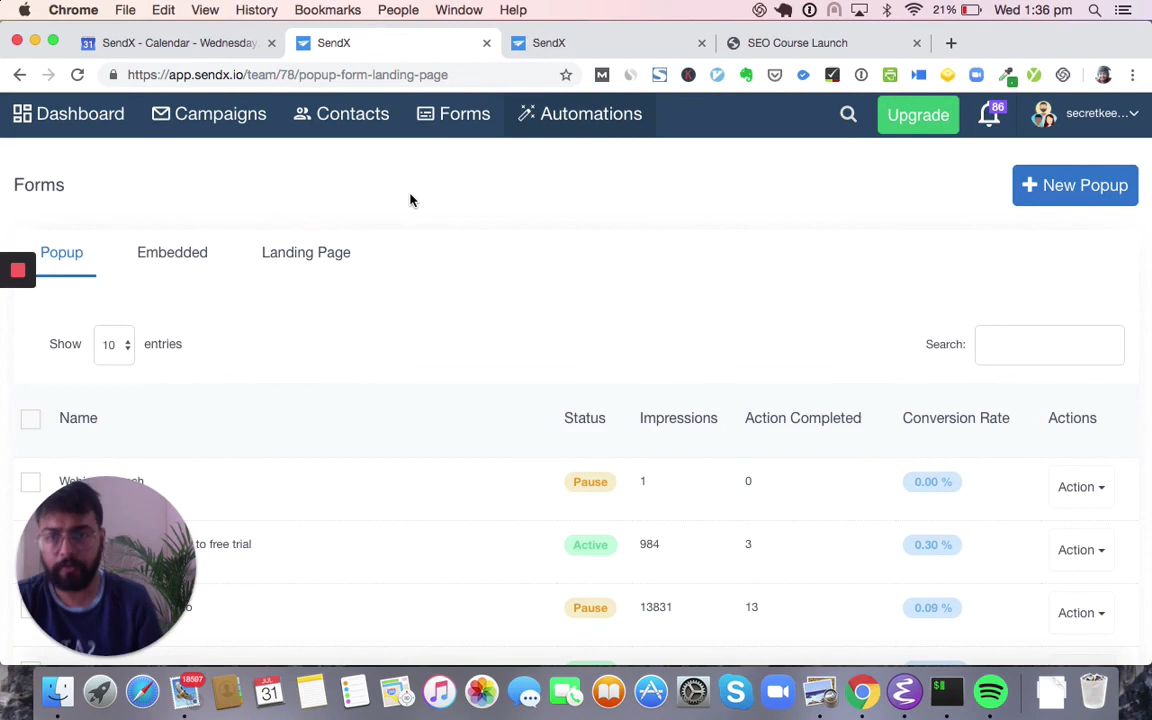 Chrome File Edit View History Bookmarks People Window Help 21% Wed 1:36 pm
31 SendX - Calendar - Wednesday, SendX SendX SEO Course Launch
https://app.sendx.io/team/78/popup-form-landing-page
Dashboard Campaigns Contacts Forms Automations Upgrade 86 secretkee...
Forms
New Popup
Popup Embedded Landing Page
Show 10 entries Search:
Name Status Impressions Action Completed Conversion Rate Actions
Pause 1 0 0.00 % Action
to free trial Active 984 3 0.30 % Action
Pause 13831 13 0.09 % Action
18597
JUL
31